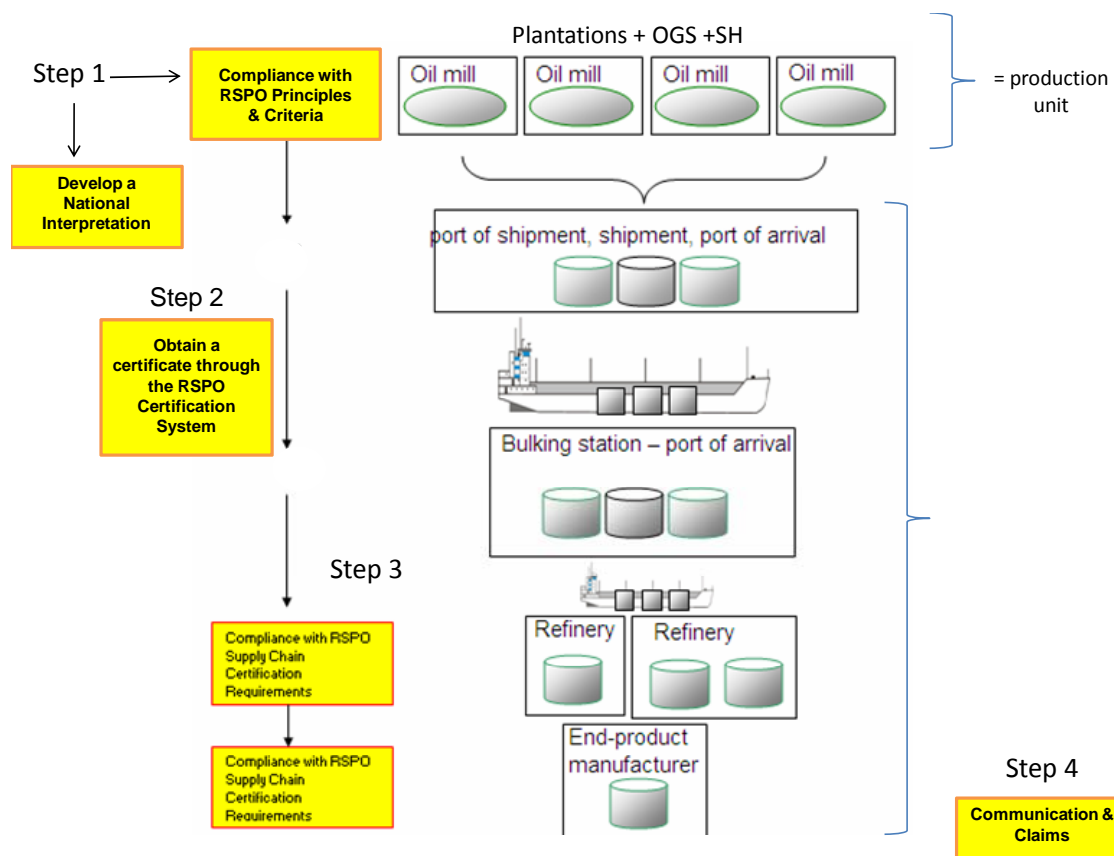 Plantations + OGS +SH
Step 1
Compliance with
RSPO Principles
& Criteria
Oil mill
Oil mill
Oil mill
Oil mill
= production
unit
Develop a
National
Interpretation
port of shipment, shipment, port of arrival
Step 2
Obtain a
certificate through
the RSPO
Certification
System
Bulking station – port of arrival
Step 3
Compliance with RSPO
Supply Chain
Certification
Requirements
Refinery
Refinery
Compliance with RSPO
Supply Chain
Certification
Requirements
End-product
manufacturer
Step 4
Communication &
Claims